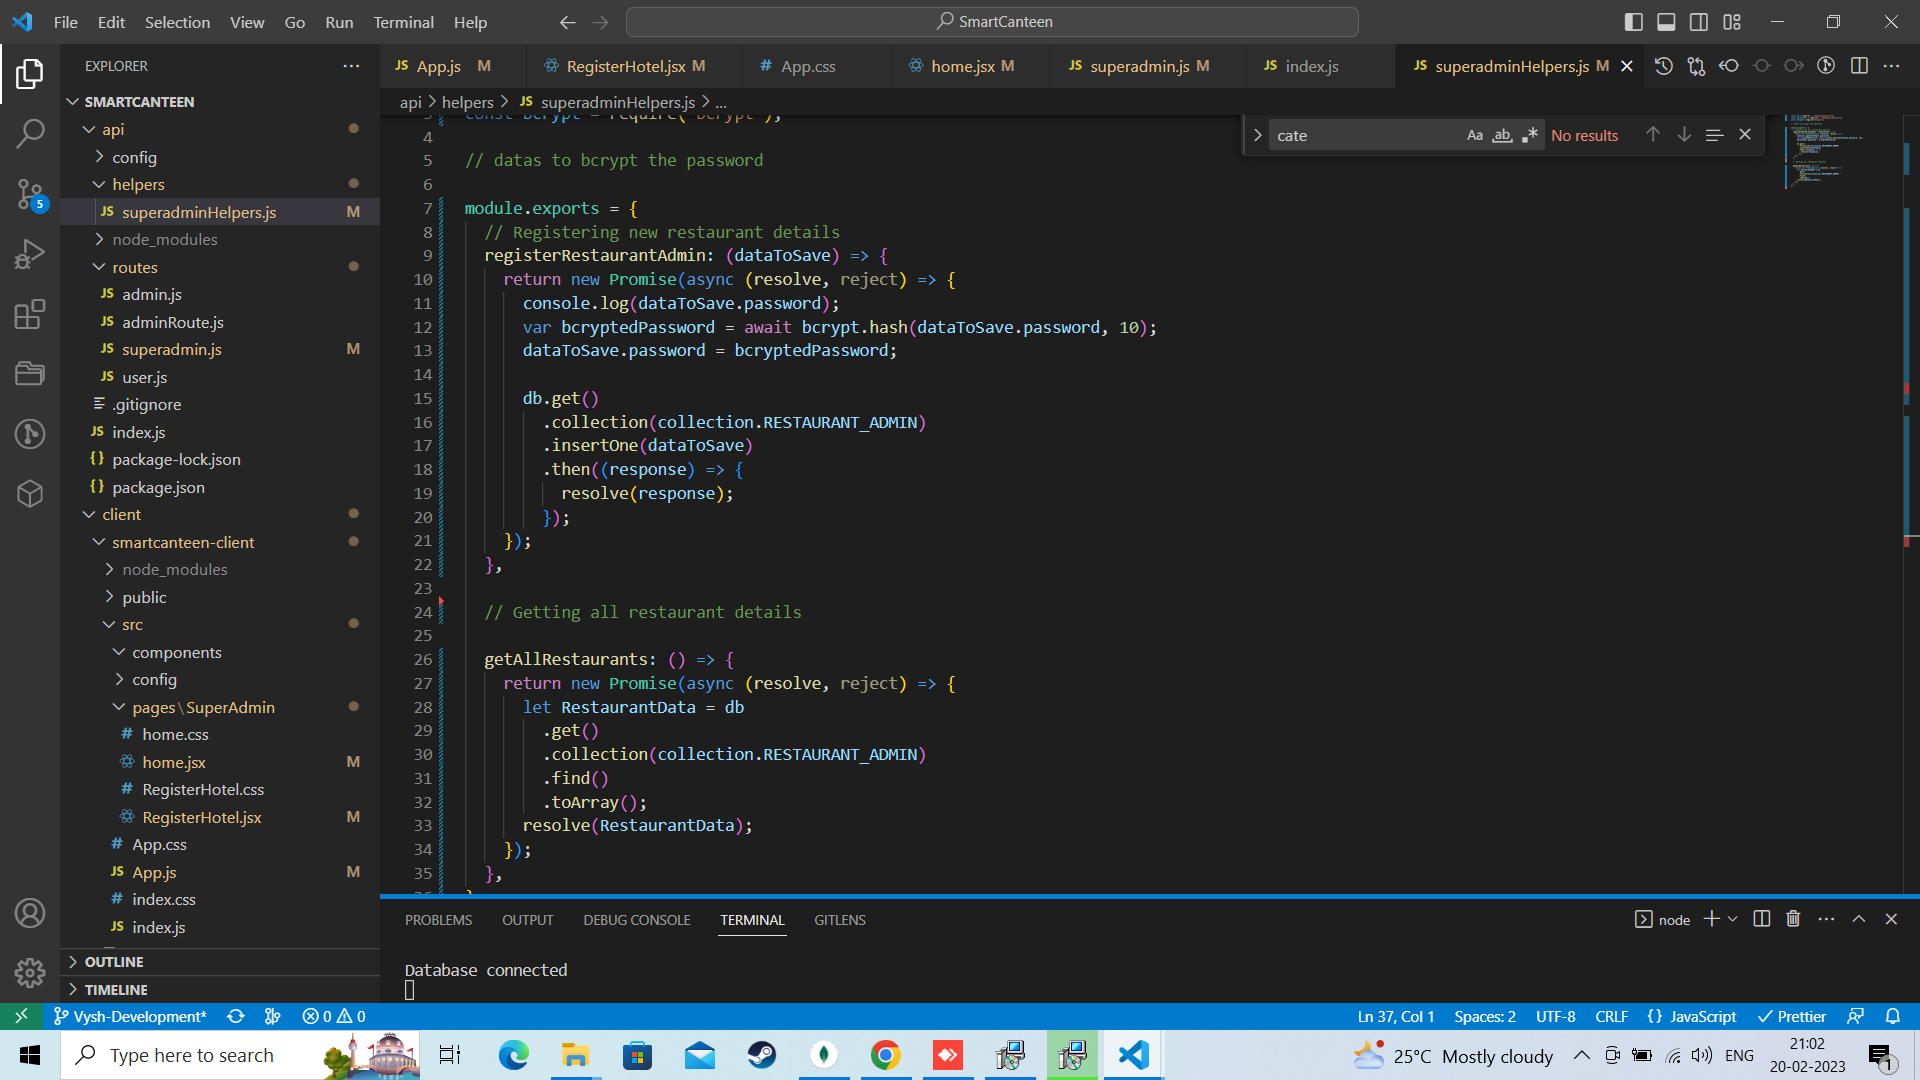 File Edit Selection View Go Run Terminal Help
SmartCanteen
EXPLORER
JS App.js M
RegisterHotel.jsx M
# App.css
home.jsx M
JS superadmin.js M
JS index.js
JS superadminHelpers.js M
SMARTCANTEEN
api
config
helpers
JS superadminHelpers.js M
node_modules
routes
JS admin.js
JS adminRoute.js
JS superadmin.js M
JS user.js
.gitignore
JS index.js
{} package-lock.json
{} package.json
client
smartcanteen-client
node_modules
public
src
components
config
pages\SuperAdmin
# home.css
home.jsx M
# RegisterHotel.css
RegisterHotel.jsx M
# App.css
JS App.js M
# index.css
JS index.js
OUTLINE
TIMELINE
5
api > helpers > JS superadminHelpers.js > ...
cate Aa ab No results
3 const bcrypt = require("bcrypt");
4
5 // datas to bcrypt the password
6
7 module.exports = {
8 // Registering new restaurant details
9 registerRestaurantAdmin: (dataToSave) => {
10 return new Promise(async (resolve, reject) => {
11 console.log(dataToSave.password);
12 var bcryptedPassword = await bcrypt.hash(dataToSave.password, 10);
13 dataToSave.password = bcryptedPassword;
14
15 db.get()
16 .collection(collection.RESTAURANT_ADMIN)
17 .insertOne(dataToSave)
18 .then((response) => {
19 resolve(response);
20 });
21 });
22 },
23
24 // Getting all restaurant details
25
26 getAllRestaurants: () => {
27 return new Promise(async (resolve, reject) => {
28 let RestaurantData = db
29 .get()
30 .collection(collection.RESTAURANT_ADMIN)
31 .find()
32 .toArray();
33 resolve(RestaurantData);
34 });
35 },
PROBLEMS OUTPUT DEBUG CONSOLE TERMINAL GITLENS
node
Database connected
Vysh-Development* 0 0
Ln 37, Col 1 Spaces: 2 UTF-8 CRLF {} JavaScript Prettier
Type here to search
25°C Mostly cloudy
ENG
21:02
20-02-2023
1